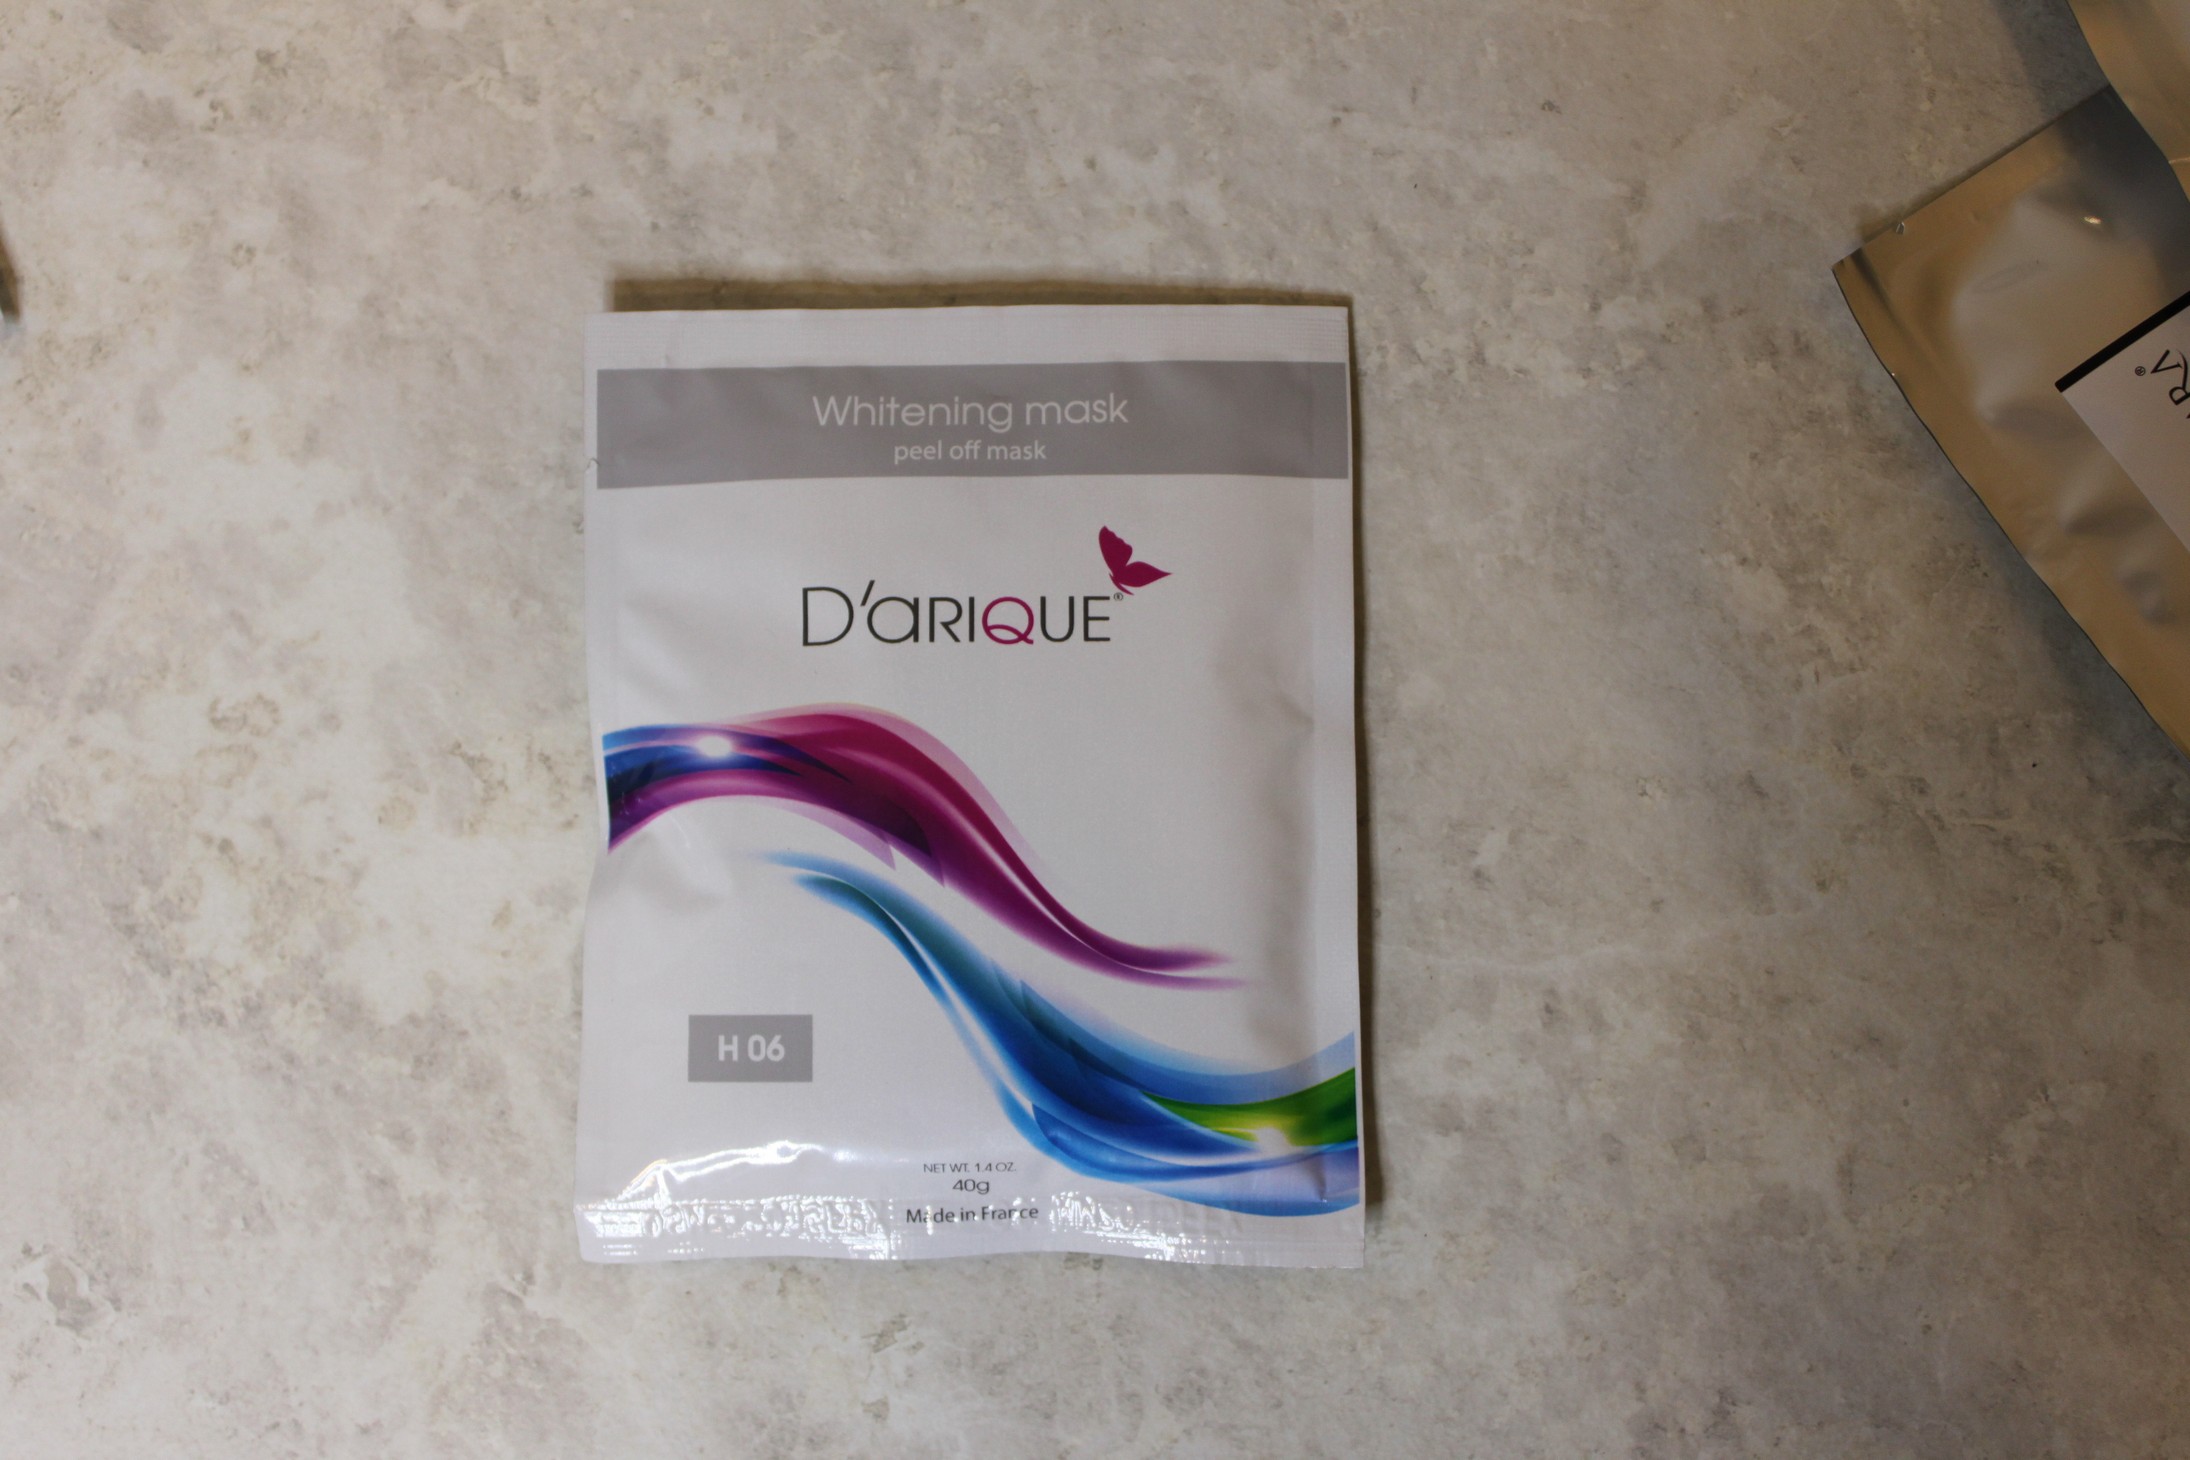 Whitening mask
peel off mask
D'ARIQUE®
H 06
NET WT. 1.4 OZ.
40g
Made in France